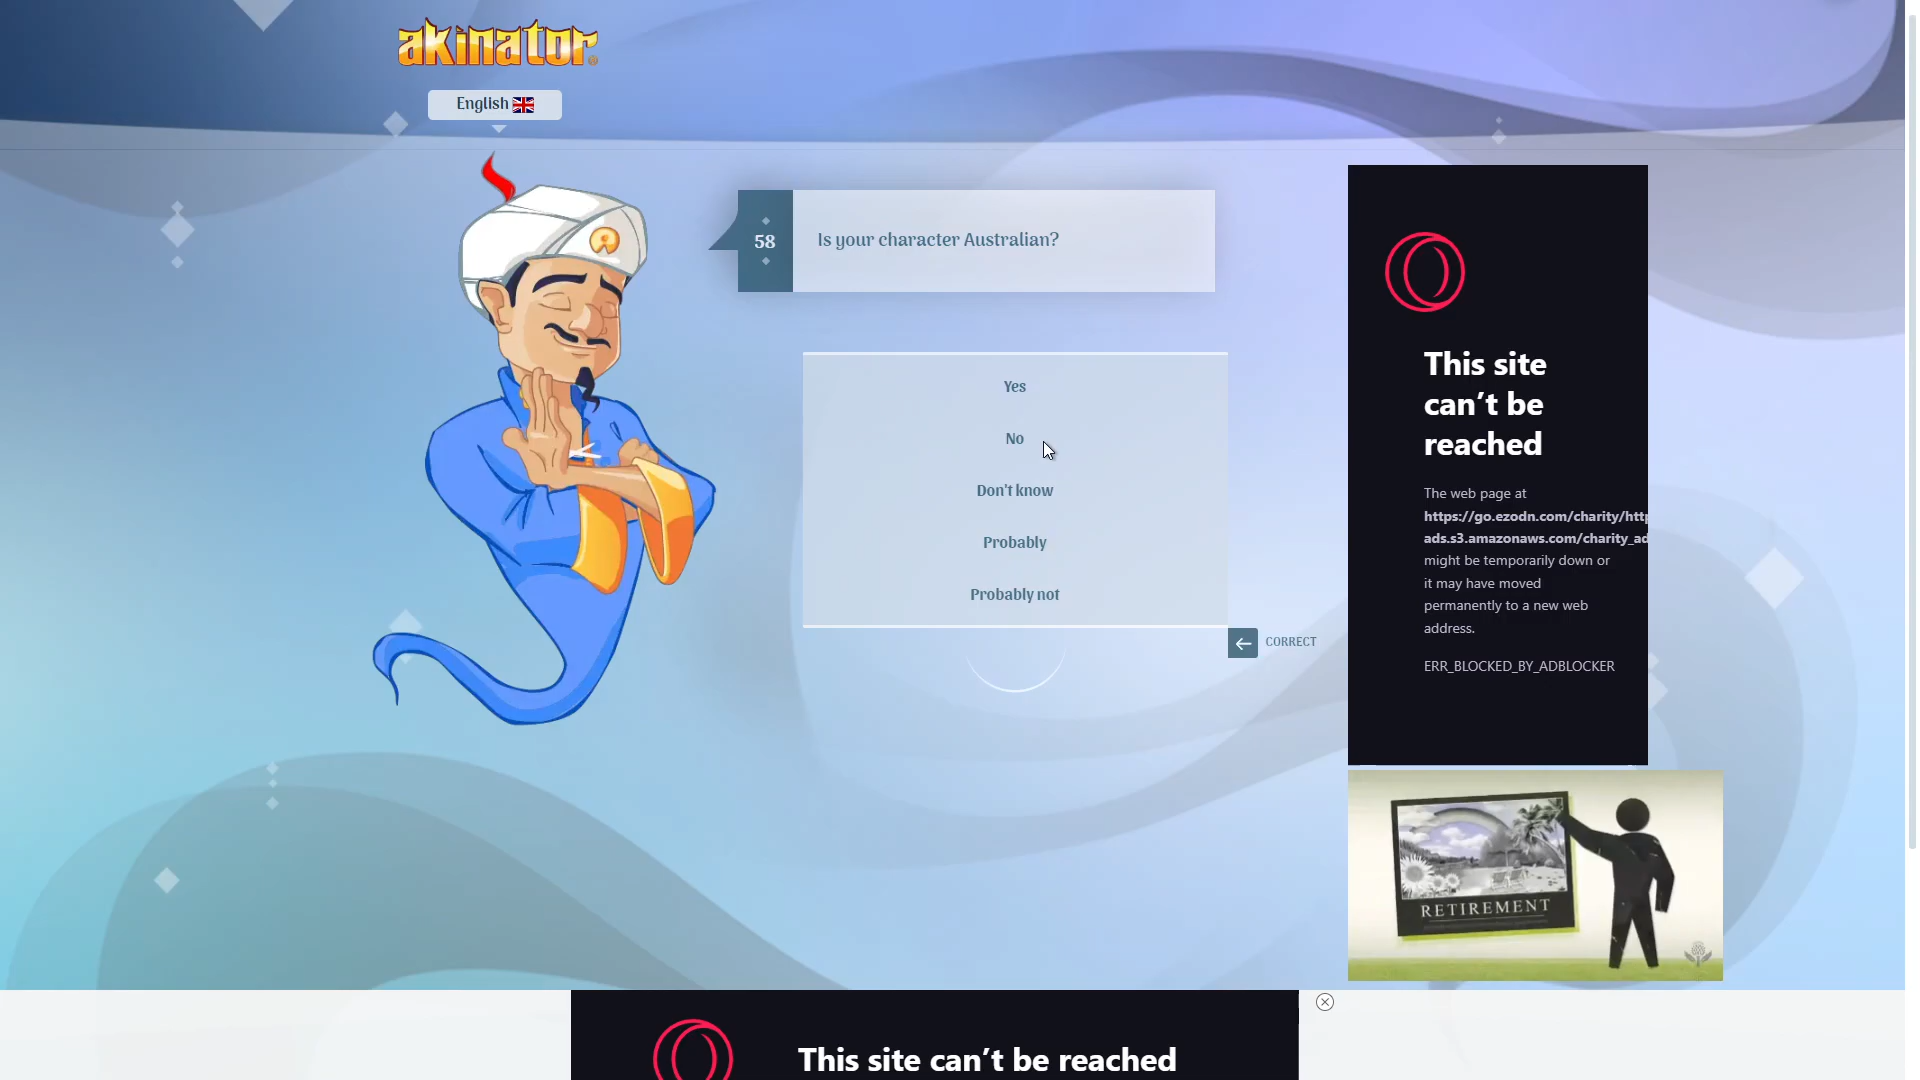 akinator
English
58
Is your character Australian?
Yes
No
Don't know
Probably
Probably not
CORRECT
This site
can’t be
reached
The web page at
https://go.ezodn.com/charity/http
ads.s3.amazonaws.com/charity_ad
might be temporarily down or
it may have moved
permanently to a new web
address.
ERR_BLOCKED_BY_ADBLOCKER
RETIREMENT
This site can’t be reached